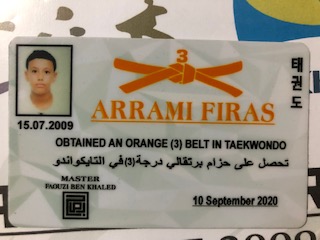 3
태권도
ARRAMI FIRAS
15.07.2009
OBTAINED AN ORANGE (3) BELT IN TAEKWONDO
تحصل على حزام برتقالي درجة(3)في التايكواندو
MASTER
FAOUZI BEN KHALED
10 September 2020